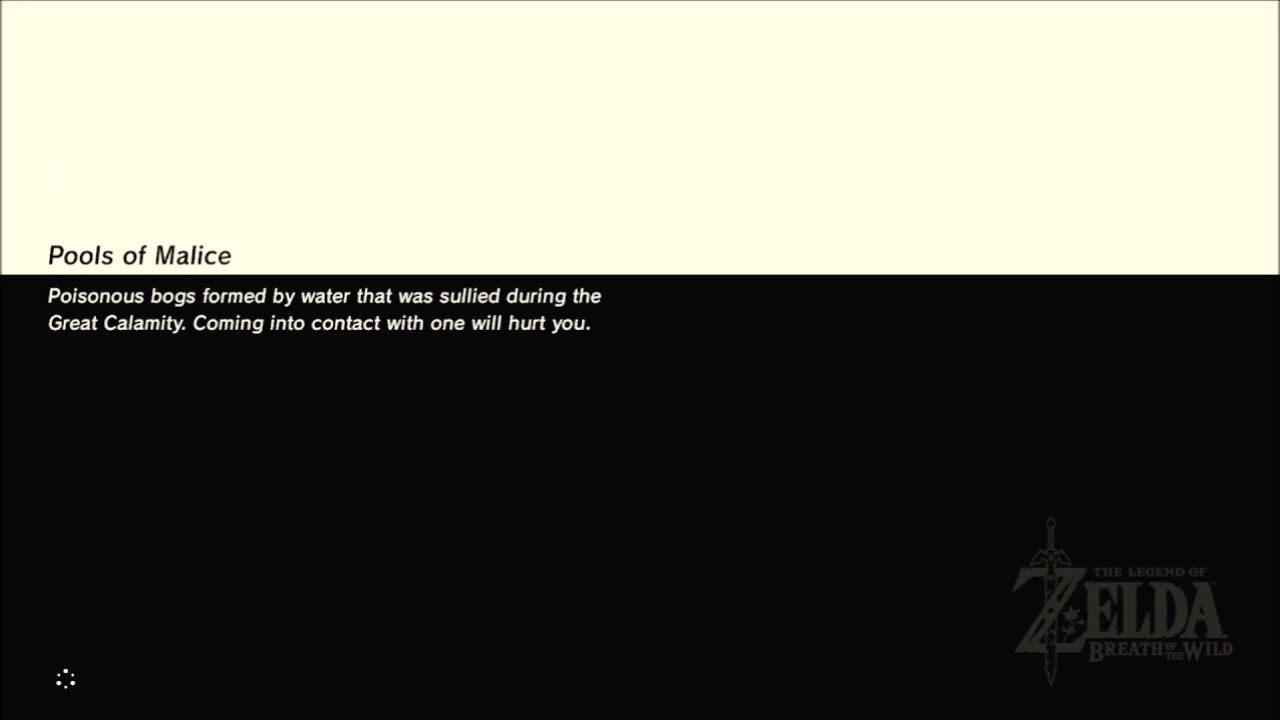 Pools of Malice
Poisonous bogs formed by water that was sullied during the
Great Calamity. Coming into contact with one will hurt you.
THE LEGEND OF
ZELDA
BREATH OF THE WILD